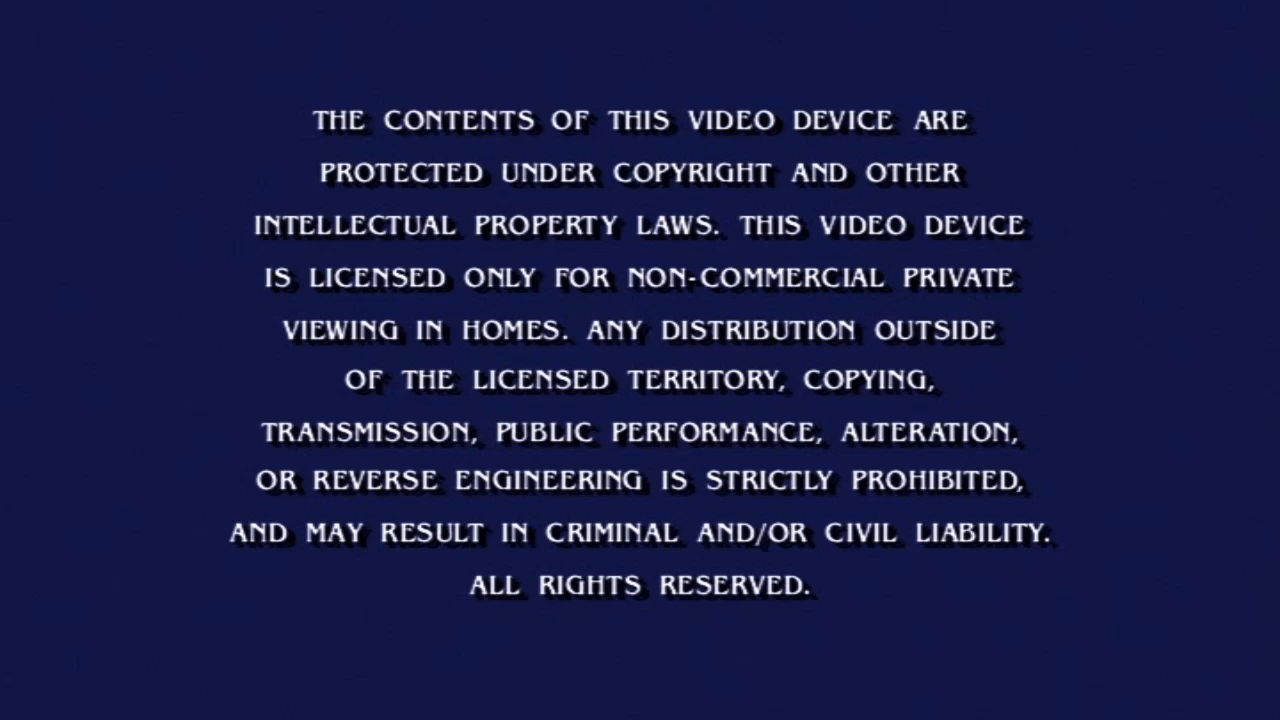 THE CONTENTS OF THIS VIDEO DEVICE ARE
PROTECTED UNDER COPYRIGHT AND OTHER
INTELLECTUAL PROPERTY LAWS. THIS VIDEO DEVICE
IS LICENSED ONLY FOR NON-COMMERCIAL PRIVATE
VIEWING IN HOMES. ANY DISTRIBUTION OUTSIDE
OF THE LICENSED TERRITORY, COPYING,
TRANSMISSION, PUBLIC PERFORMANCE, ALTERATION,
OR REVERSE ENGINEERING IS STRICTLY PROHIBITED,
AND MAY RESULT IN CRIMINAL AND/OR CIVIL LIABILITY.
ALL RIGHTS RESERVED.